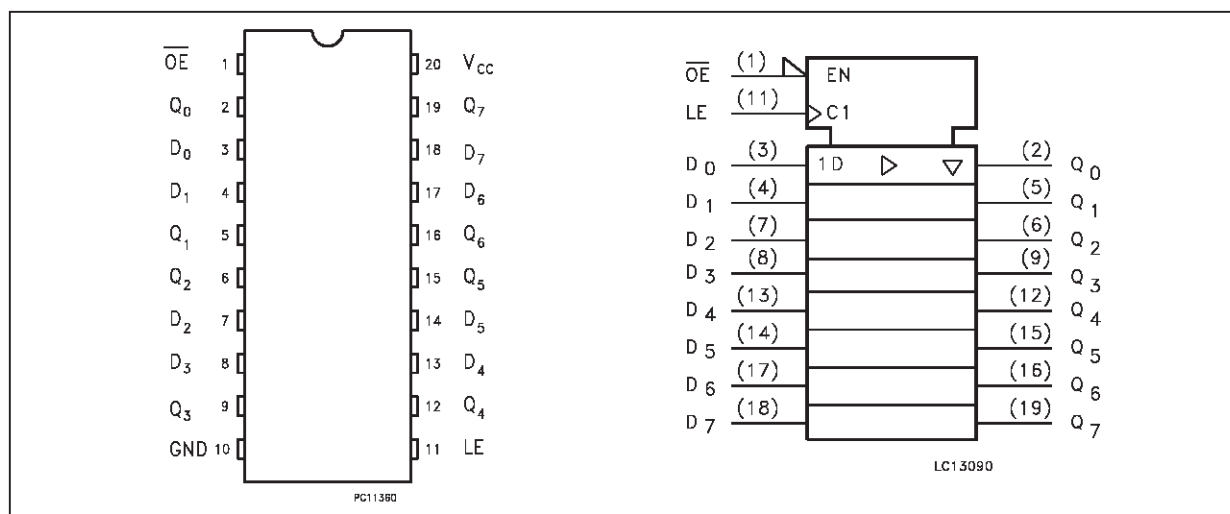 OE 1 20 VCC
Q0 2 19 Q7
D0 3 18 D7
D1 4 17 D6
Q1 5 16 Q6
Q2 6 15 Q5
D2 7 14 D5
D3 8 13 D4
Q3 9 12 Q4
GND 10 11 LE
PC11360
OE (1) EN
LE (11) C1
D0 (3) 1D (2) Q0
D1 (4) (5) Q1
D2 (7) (6) Q2
D3 (8) (9) Q3
D4 (13) (12) Q4
D5 (14) (15) Q5
D6 (17) (16) Q6
D7 (18) (19) Q7
LC13090